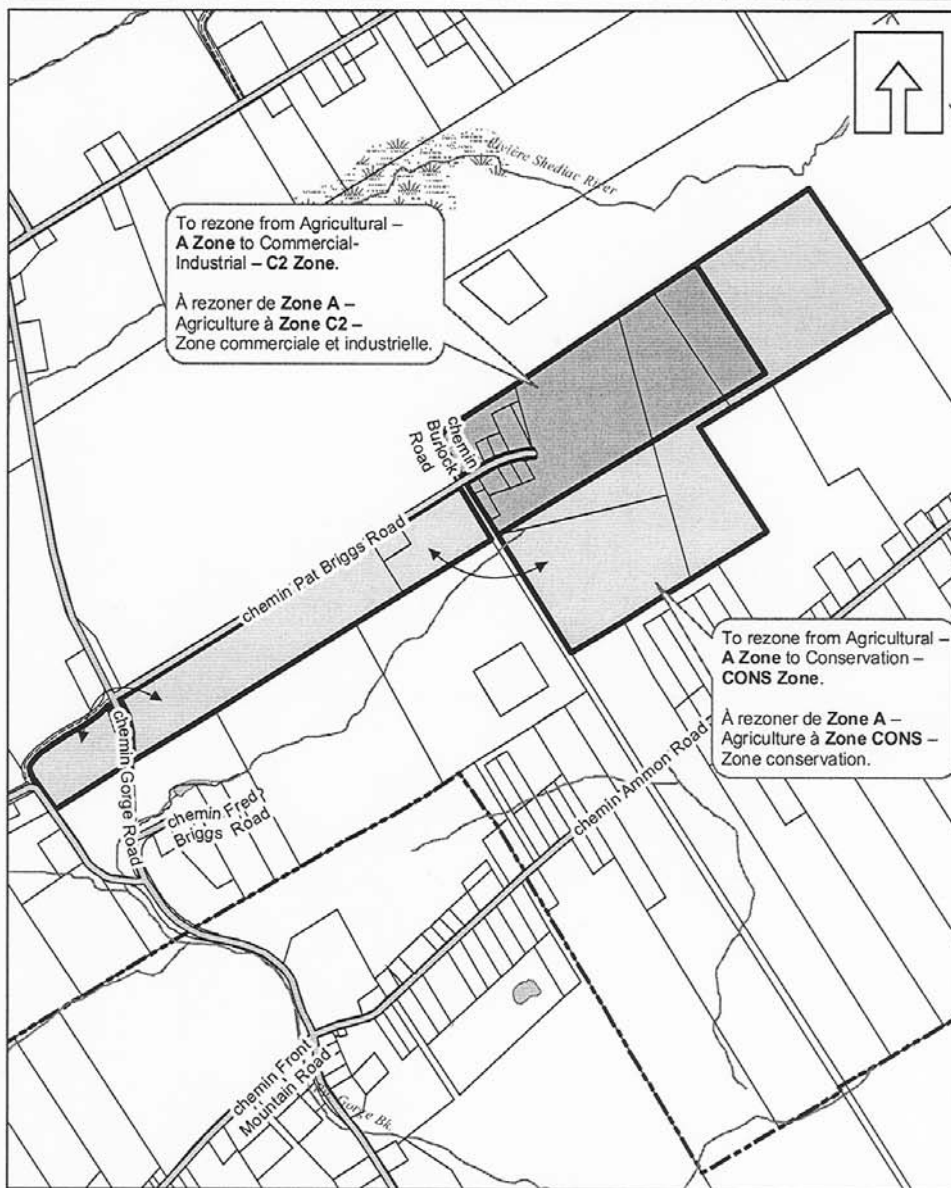 Rivière Shediac River
To rezone from Agricultural –
A Zone to Commercial-
Industrial – C2 Zone.
À rezoner de Zone A –
Agriculture à Zone C2 –
Zone commerciale et industrielle.
chemin
Burlock
Road
chemin Pat Briggs Road
To rezone from Agricultural –
A Zone to Conservation –
CONS Zone.
À rezoner de Zone A –
Agriculture à Zone CONS –
Zone conservation.
chemin Gorge Road
chemin Fred
Briggs Road
chemin Ammon Road
chemin Front
Mountain Road
Gorge Bk.